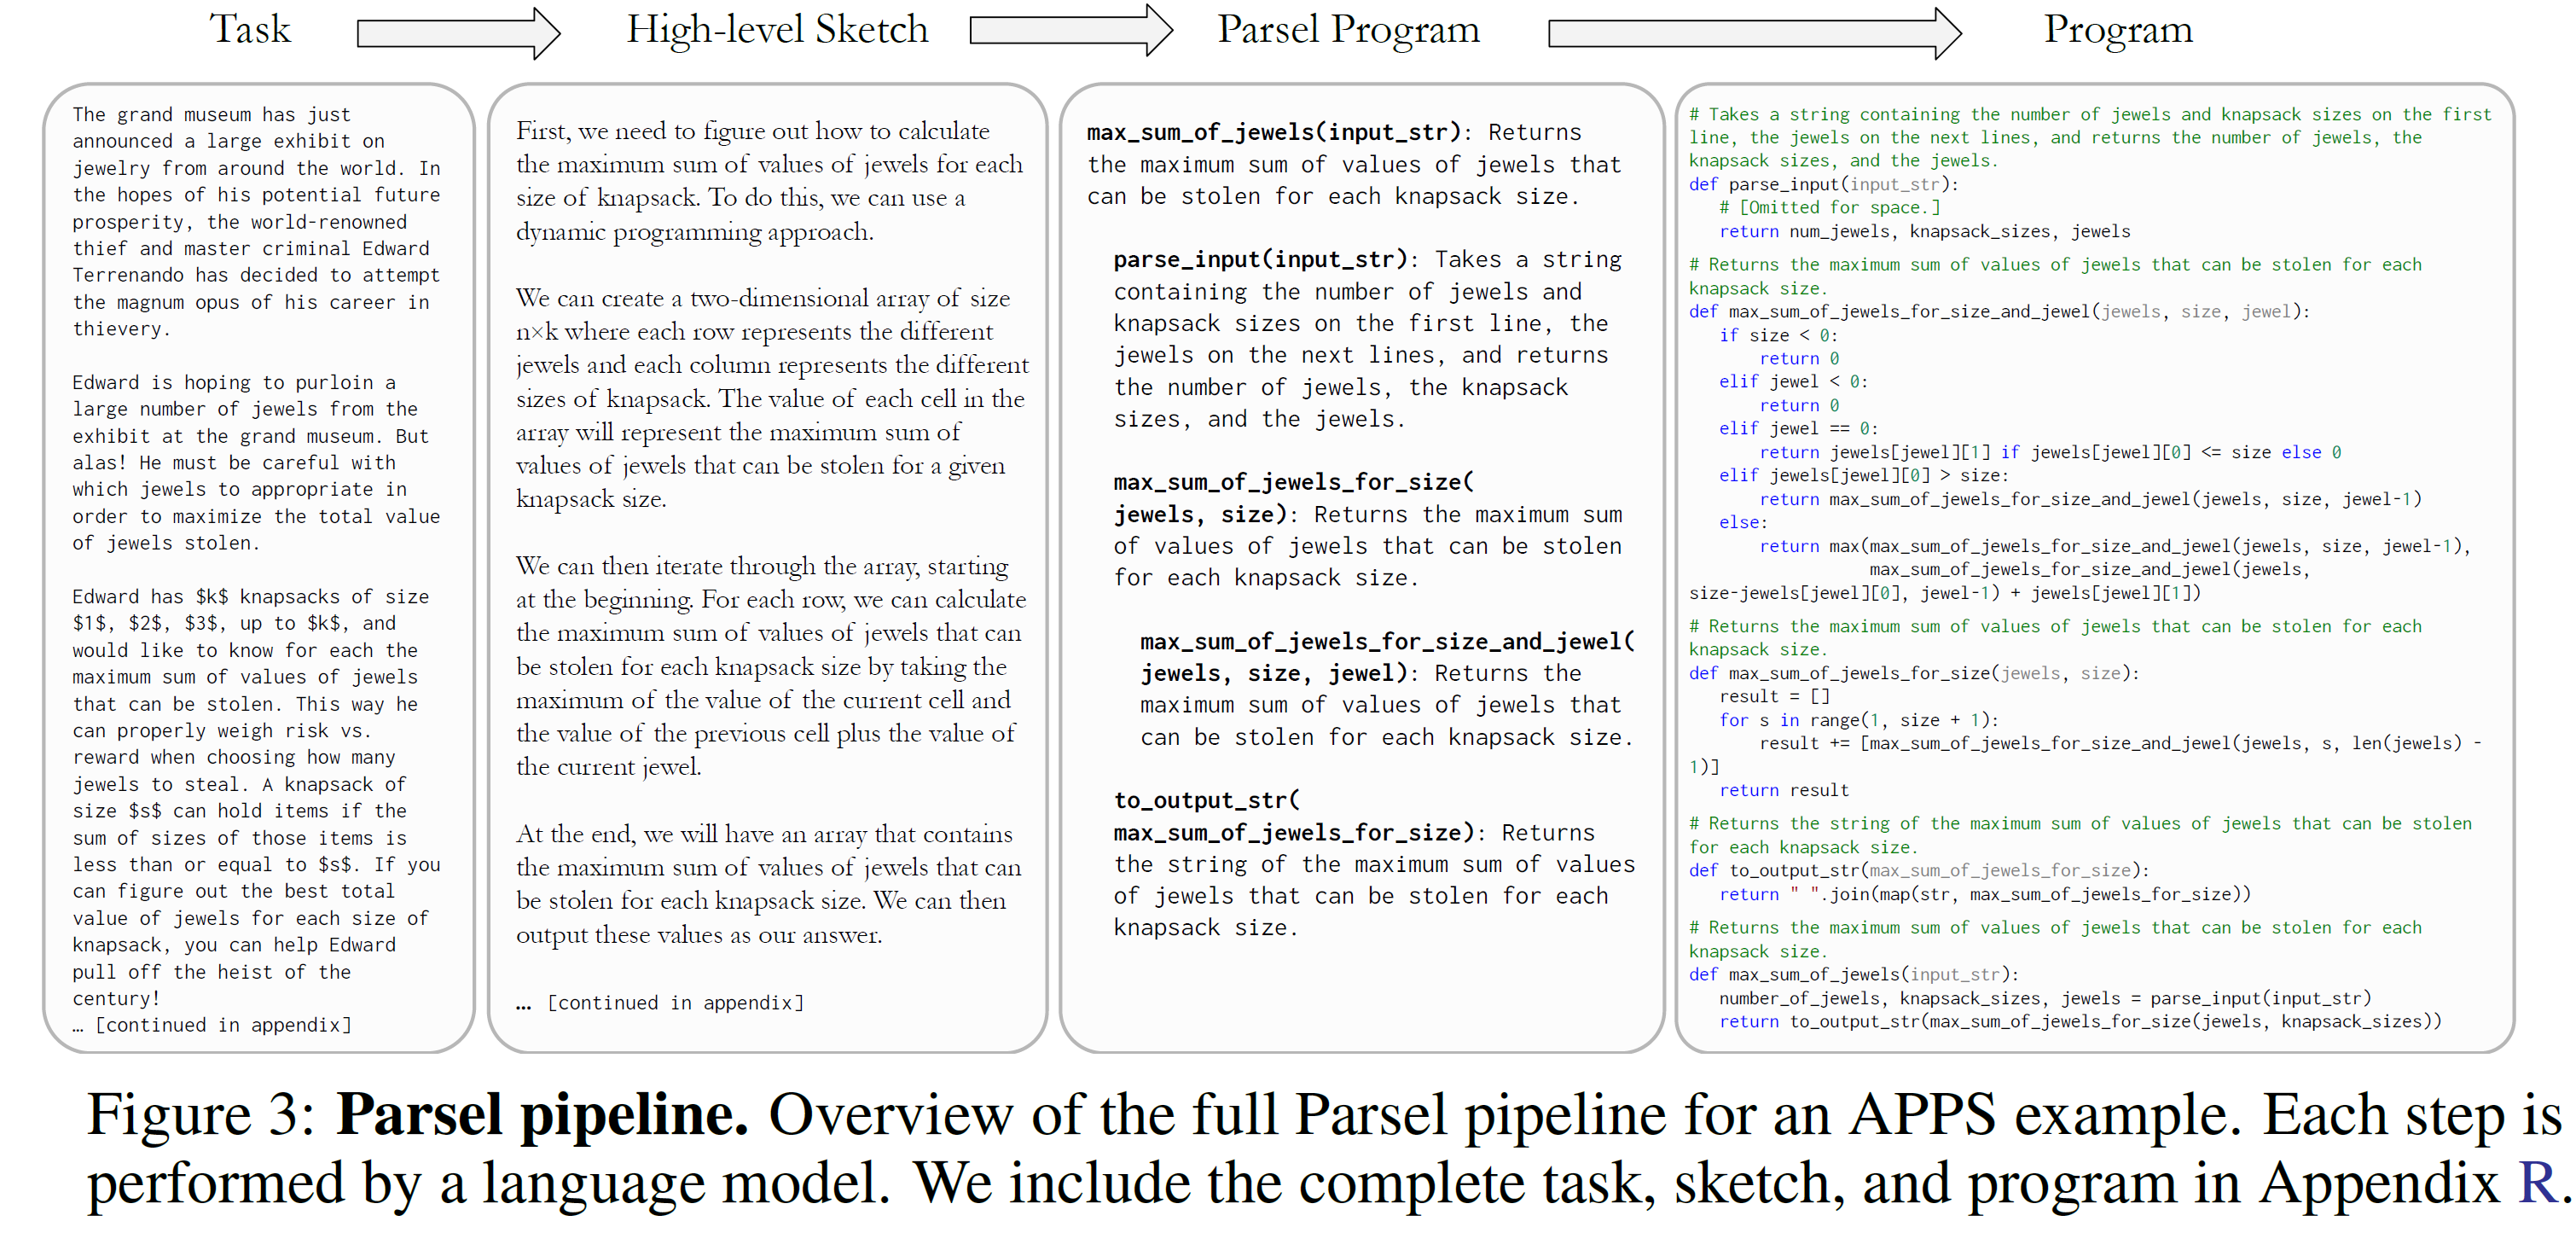 Task
High-level Sketch
Parsel Program
Program
The grand museum has just
announced a large exhibit on
jewelry from around the world. In
the hopes of his potential future
prosperity, the world-renowned
thief and master criminal Edward
Terrenando has decided to attempt
the magnum opus of his career in
thievery.
Edward is hoping to purloin a
large number of jewels from the
exhibit at the grand museum. But
alas! He must be careful with
which jewels to appropriate in
order to maximize the total value
of jewels stolen.
Edward has $k$ knapsacks of size
$1$, $2$, $3$, up to $k$, and
would like to know for each the
maximum sum of values of jewels
that can be stolen. This way he
can properly weigh risk vs.
reward when choosing how many
jewels to steal. A knapsack of
size $s$ can hold items if the
sum of sizes of those items is
less than or equal to $s$. If you
can figure out the best total
value of jewels for each size of
knapsack, you can help Edward
pull off the heist of the
century!
… [continued in appendix]
First, we need to figure out how to calculate
the maximum sum of values of jewels for each
size of knapsack. To do this, we can use a
dynamic programming approach.
We can create a two-dimensional array of size
n×k where each row represents the different
jewels and each column represents the different
sizes of knapsack. The value of each cell in the
array will represent the maximum sum of
values of jewels that can be stolen for a given
knapsack size.
We can then iterate through the array, starting
at the beginning. For each row, we can calculate
the maximum sum of values of jewels that can
be stolen for each knapsack size by taking the
maximum of the value of the current cell and
the value of the previous cell plus the value of
the current jewel.
At the end, we will have an array that contains
the maximum sum of values of jewels that can
be stolen for each knapsack size. We can then
output these values as our answer.
… [continued in appendix]
max_sum_of_jewels(input_str): Returns
the maximum sum of values of jewels that
can be stolen for each knapsack size.
parse_input(input_str): Takes a string
containing the number of jewels and
knapsack sizes on the first line, the
jewels on the next lines, and returns
the number of jewels, the knapsack
sizes, and the jewels.
max_sum_of_jewels_for_size(
jewels, size): Returns the maximum sum
of values of jewels that can be stolen
for each knapsack size.
max_sum_of_jewels_for_size_and_jewel(
jewels, size, jewel): Returns the
maximum sum of values of jewels that
can be stolen for each knapsack size.
to_output_str(
max_sum_of_jewels_for_size): Returns
the string of the maximum sum of values
of jewels that can be stolen for each
knapsack size.
# Takes a string containing the number of jewels and knapsack sizes on the first
line, the jewels on the next lines, and returns the number of jewels, the
knapsack sizes, and the jewels.
def parse_input(input_str):
# [Omitted for space.]
return num_jewels, knapsack_sizes, jewels
# Returns the maximum sum of values of jewels that can be stolen for each
knapsack size.
def max_sum_of_jewels_for_size_and_jewel(jewels, size, jewel):
if size < 0:
return 0
elif jewel < 0:
return 0
elif jewel == 0:
return jewels[jewel][1] if jewels[jewel][0] <= size else 0
elif jewels[jewel][0] > size:
return max_sum_of_jewels_for_size_and_jewel(jewels, size, jewel-1)
else:
return max(max_sum_of_jewels_for_size_and_jewel(jewels, size, jewel-1),
max_sum_of_jewels_for_size_and_jewel(jewels,
size-jewels[jewel][0], jewel-1) + jewels[jewel][1])
# Returns the maximum sum of values of jewels that can be stolen for each
knapsack size.
def max_sum_of_jewels_for_size(jewels, size):
result = []
for s in range(1, size + 1):
result += [max_sum_of_jewels_for_size_and_jewel(jewels, s, len(jewels) -
1)]
return result
# Returns the string of the maximum sum of values of jewels that can be stolen
for each knapsack size.
def to_output_str(max_sum_of_jewels_for_size):
return " ".join(map(str, max_sum_of_jewels_for_size))
# Returns the maximum sum of values of jewels that can be stolen for each
knapsack size.
def max_sum_of_jewels(input_str):
number_of_jewels, knapsack_sizes, jewels = parse_input(input_str)
return to_output_str(max_sum_of_jewels_for_size(jewels, knapsack_sizes))
Figure 3: Parsel pipeline. Overview of the full Parsel pipeline for an APPS example. Each step is
performed by a language model. We include the complete task, sketch, and program in Appendix R.